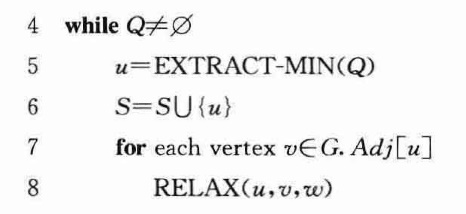 4 while Q≠∅
5 u=EXTRACT-MIN(Q)
6 S=S∪{u}
7 for each vertex v∈G. Adj[u]
8 RELAX(u,v,w)